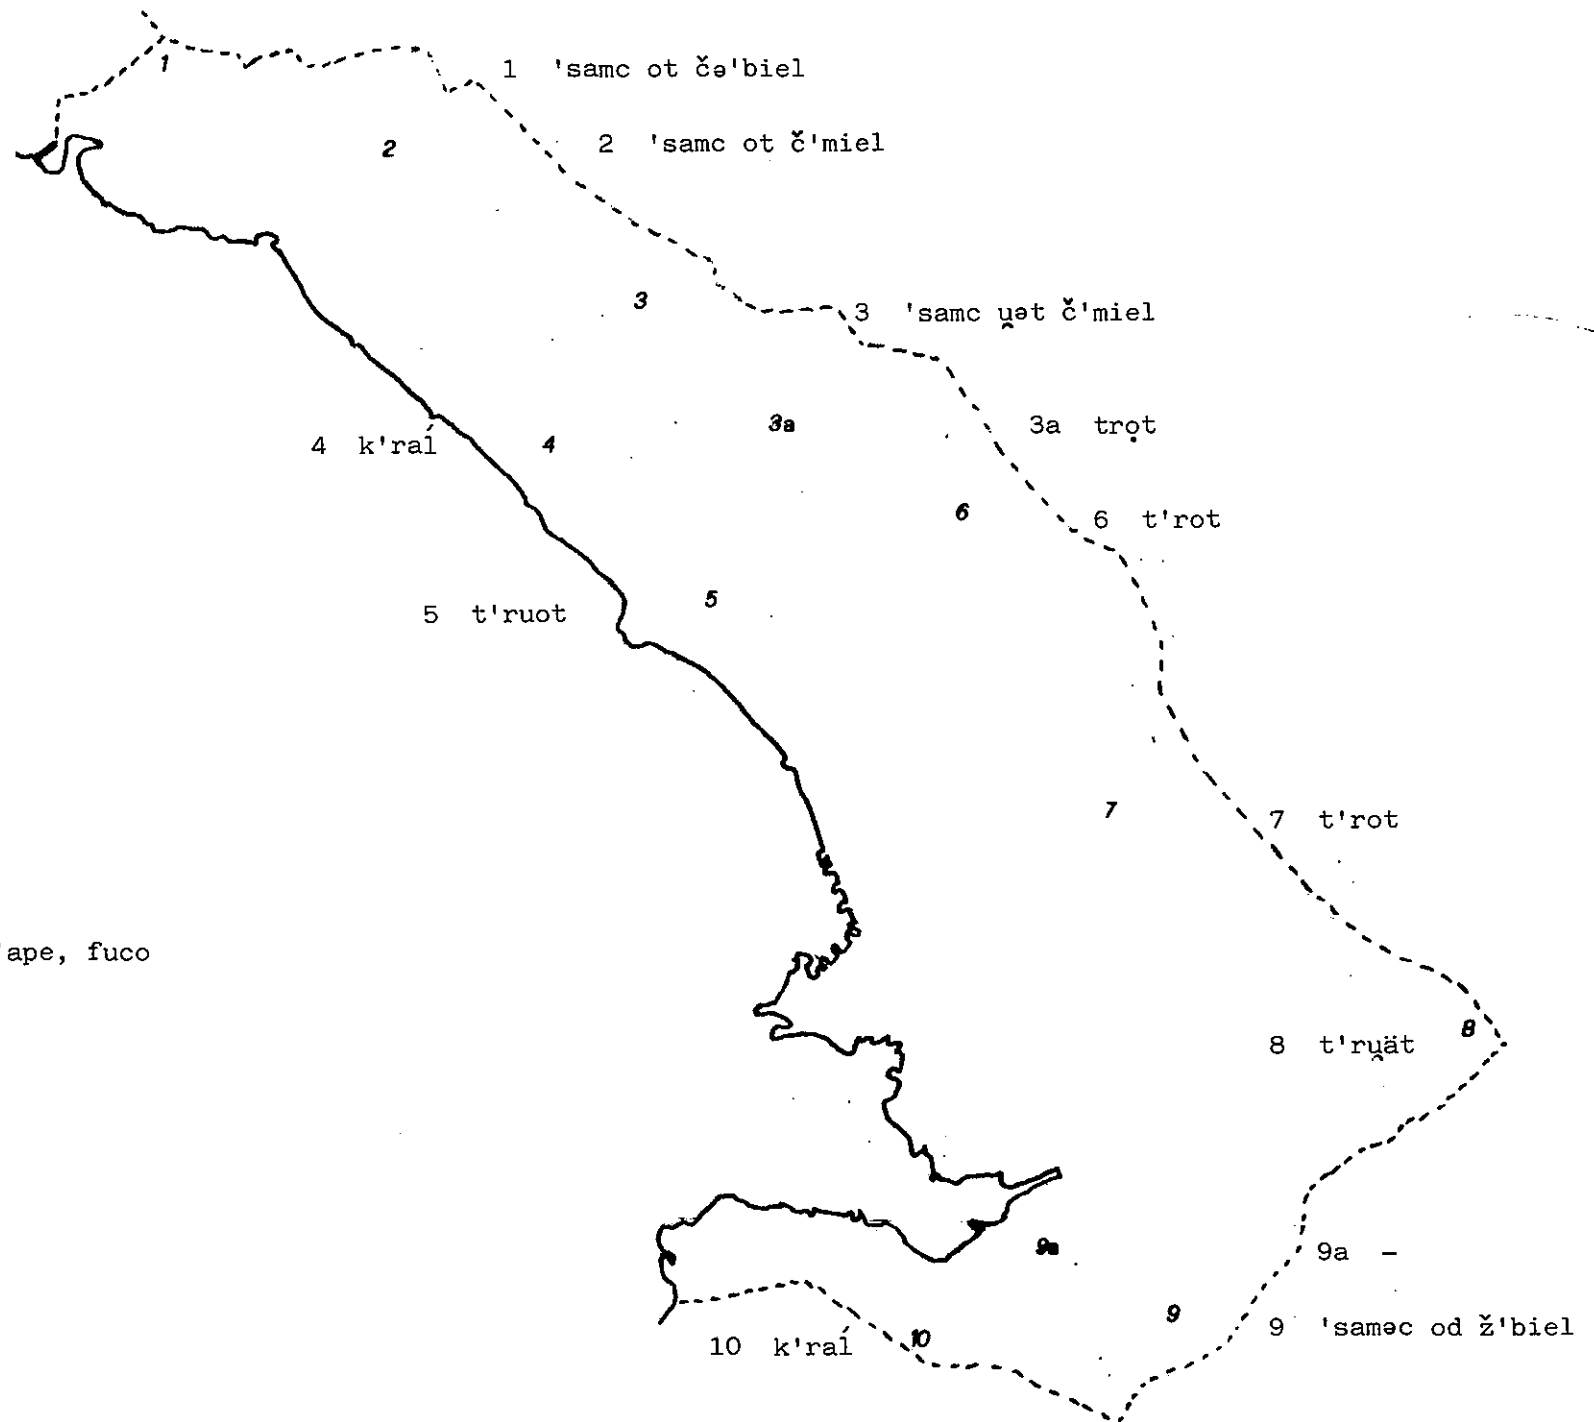 1
1 'samc ot čə'biel
2
2 'samc ot č'miel
3
3 'samc u̯ət č'miel
3a
3a trọt
4 k'raĺ
4
6
6 t'rot
5
5 t'ruot
7
7 t'rot
'ape, fuco
8
8 t'ru̯ät
9a
9a –
9
9 'saməc od ž'biel
10 k'raĺ
10